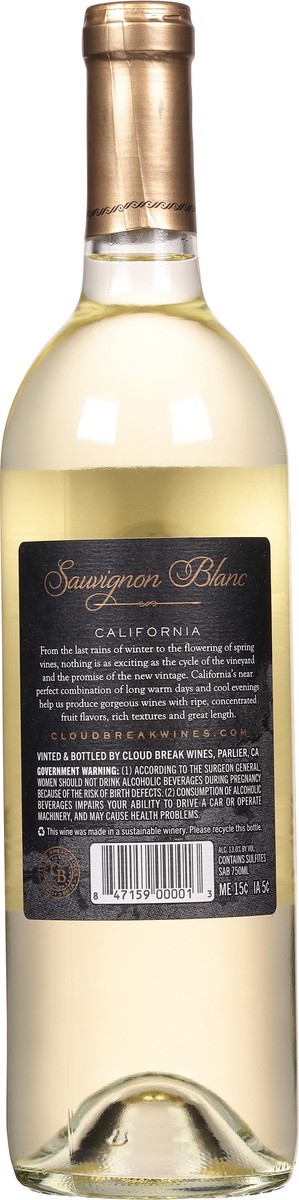 Sauvignon Blanc
CALIFORNIA
From the last rains of winter to the flowering of spring
vines, nothing is as exciting as the cycle of the vineyard
and the promise of the new vintage. California's near
perfect combination of long warm days and cool evenings
help us produce gorgeous wines with ripe, concentrated
fruit flavors, rich textures and great length.
CLOUDBREAKWINES.COM
VINTED & BOTTLED BY CLOUD BREAK WINES, PARLIER, CA
GOVERNMENT WARNING: (1) ACCORDING TO THE SURGEON GENERAL,
WOMEN SHOULD NOT DRINK ALCOHOLIC BEVERAGES DURING PREGNANCY
BECAUSE OF THE RISK OF BIRTH DEFECTS. (2) CONSUMPTION OF ALCOHOLIC
BEVERAGES IMPAIRS YOUR ABILITY TO DRIVE A CAR OR OPERATE
MACHINERY, AND MAY CAUSE HEALTH PROBLEMS.
This wine was made in a sustainable winery. Please recycle this bottle.
CB
8 47159 00001 3
ALC. 13.0% BY VOL.
CONTAINS SULFITES
SAB 750ML
ME 15¢ IA 5¢